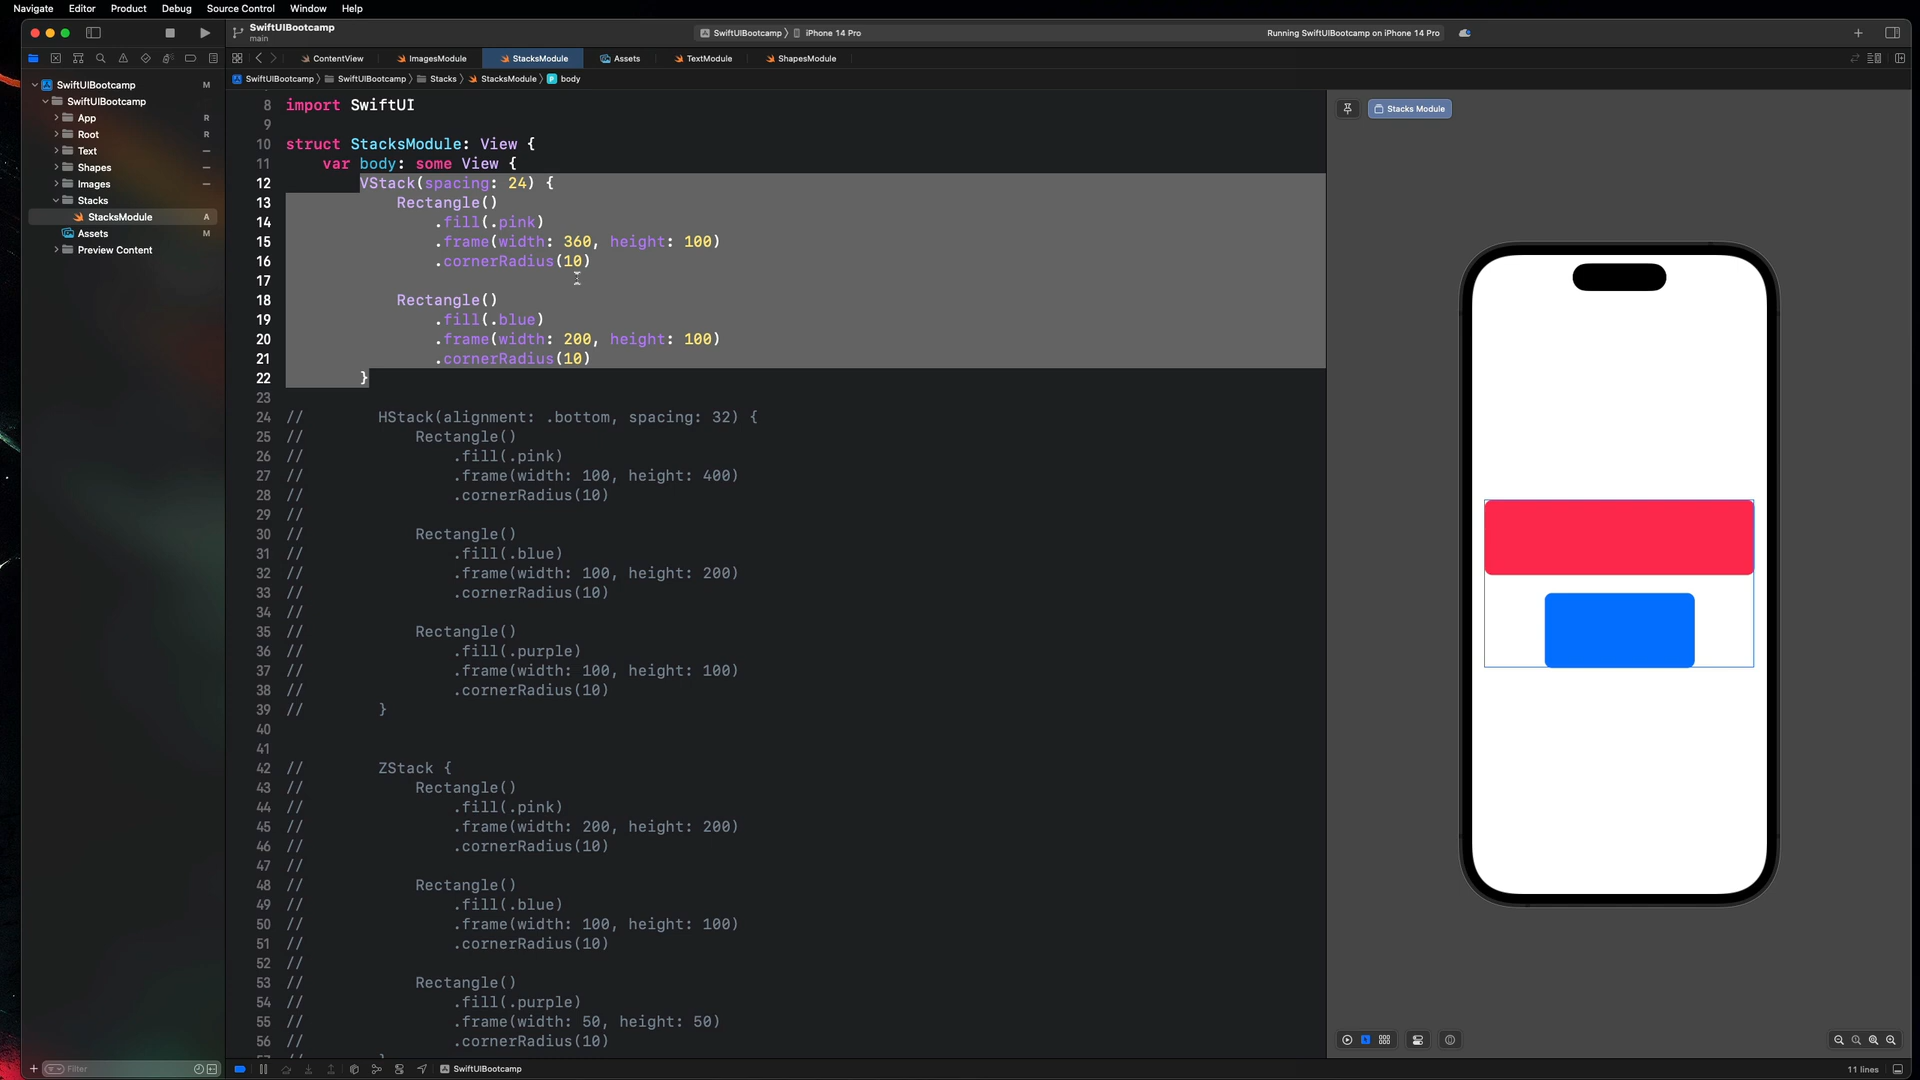 Navigate Editor Product Debug Source Control Window Help
SwiftUIBootcamp
main
SwiftUIBootcamp iPhone 14 Pro
Running SwiftUIBootcamp on iPhone 14 Pro
ContentView ImagesModule StacksModule Assets TextModule ShapesModule
SwiftUIBootcamp SwiftUIBootcamp Stacks StacksModule body
SwiftUIBootcamp M
SwiftUIBootcamp
App R
Root R
Text
Shapes
Images
Stacks
StacksModule A
Assets M
Preview Content
8 import SwiftUI
9
10 struct StacksModule: View {
11 var body: some View {
12 VStack(spacing: 24) {
13 Rectangle()
14 .fill(.pink)
15 .frame(width: 360, height: 100)
16 .cornerRadius(10)
17
18 Rectangle()
19 .fill(.blue)
20 .frame(width: 200, height: 100)
21 .cornerRadius(10)
22 }
23
24 // HStack(alignment: .bottom, spacing: 32) {
25 // Rectangle()
26 // .fill(.pink)
27 // .frame(width: 100, height: 400)
28 // .cornerRadius(10)
29 //
30 // Rectangle()
31 // .fill(.blue)
32 // .frame(width: 100, height: 200)
33 // .cornerRadius(10)
34 //
35 // Rectangle()
36 // .fill(.purple)
37 // .frame(width: 100, height: 100)
38 // .cornerRadius(10)
39 // }
40
41
42 // ZStack {
43 // Rectangle()
44 // .fill(.pink)
45 // .frame(width: 200, height: 200)
46 // .cornerRadius(10)
47 //
48 // Rectangle()
49 // .fill(.blue)
50 // .frame(width: 100, height: 100)
51 // .cornerRadius(10)
52 //
53 // Rectangle()
54 // .fill(.purple)
55 // .frame(width: 50, height: 50)
56 // .cornerRadius(10)
Stacks Module
Filter
SwiftUIBootcamp
11 lines